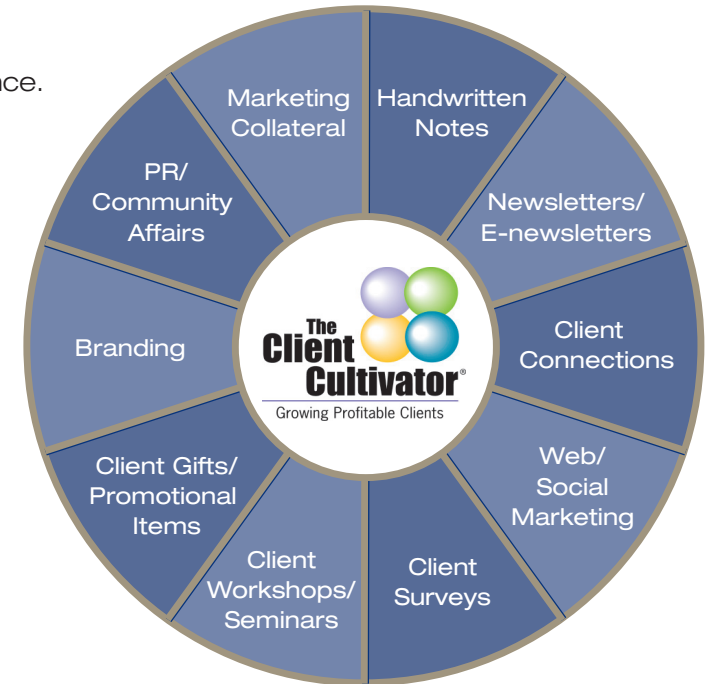 nce.
Marketing
Collateral
Handwritten
Notes
Newsletters/
E-newsletters
Client
Connections
Web/
Social
Marketing
Client
Surveys
Client
Workshops/
Seminars
Client Gifts/
Promotional
Items
Branding
PR/
Community
Affairs
The
Client
Cultivator®
Growing Profitable Clients